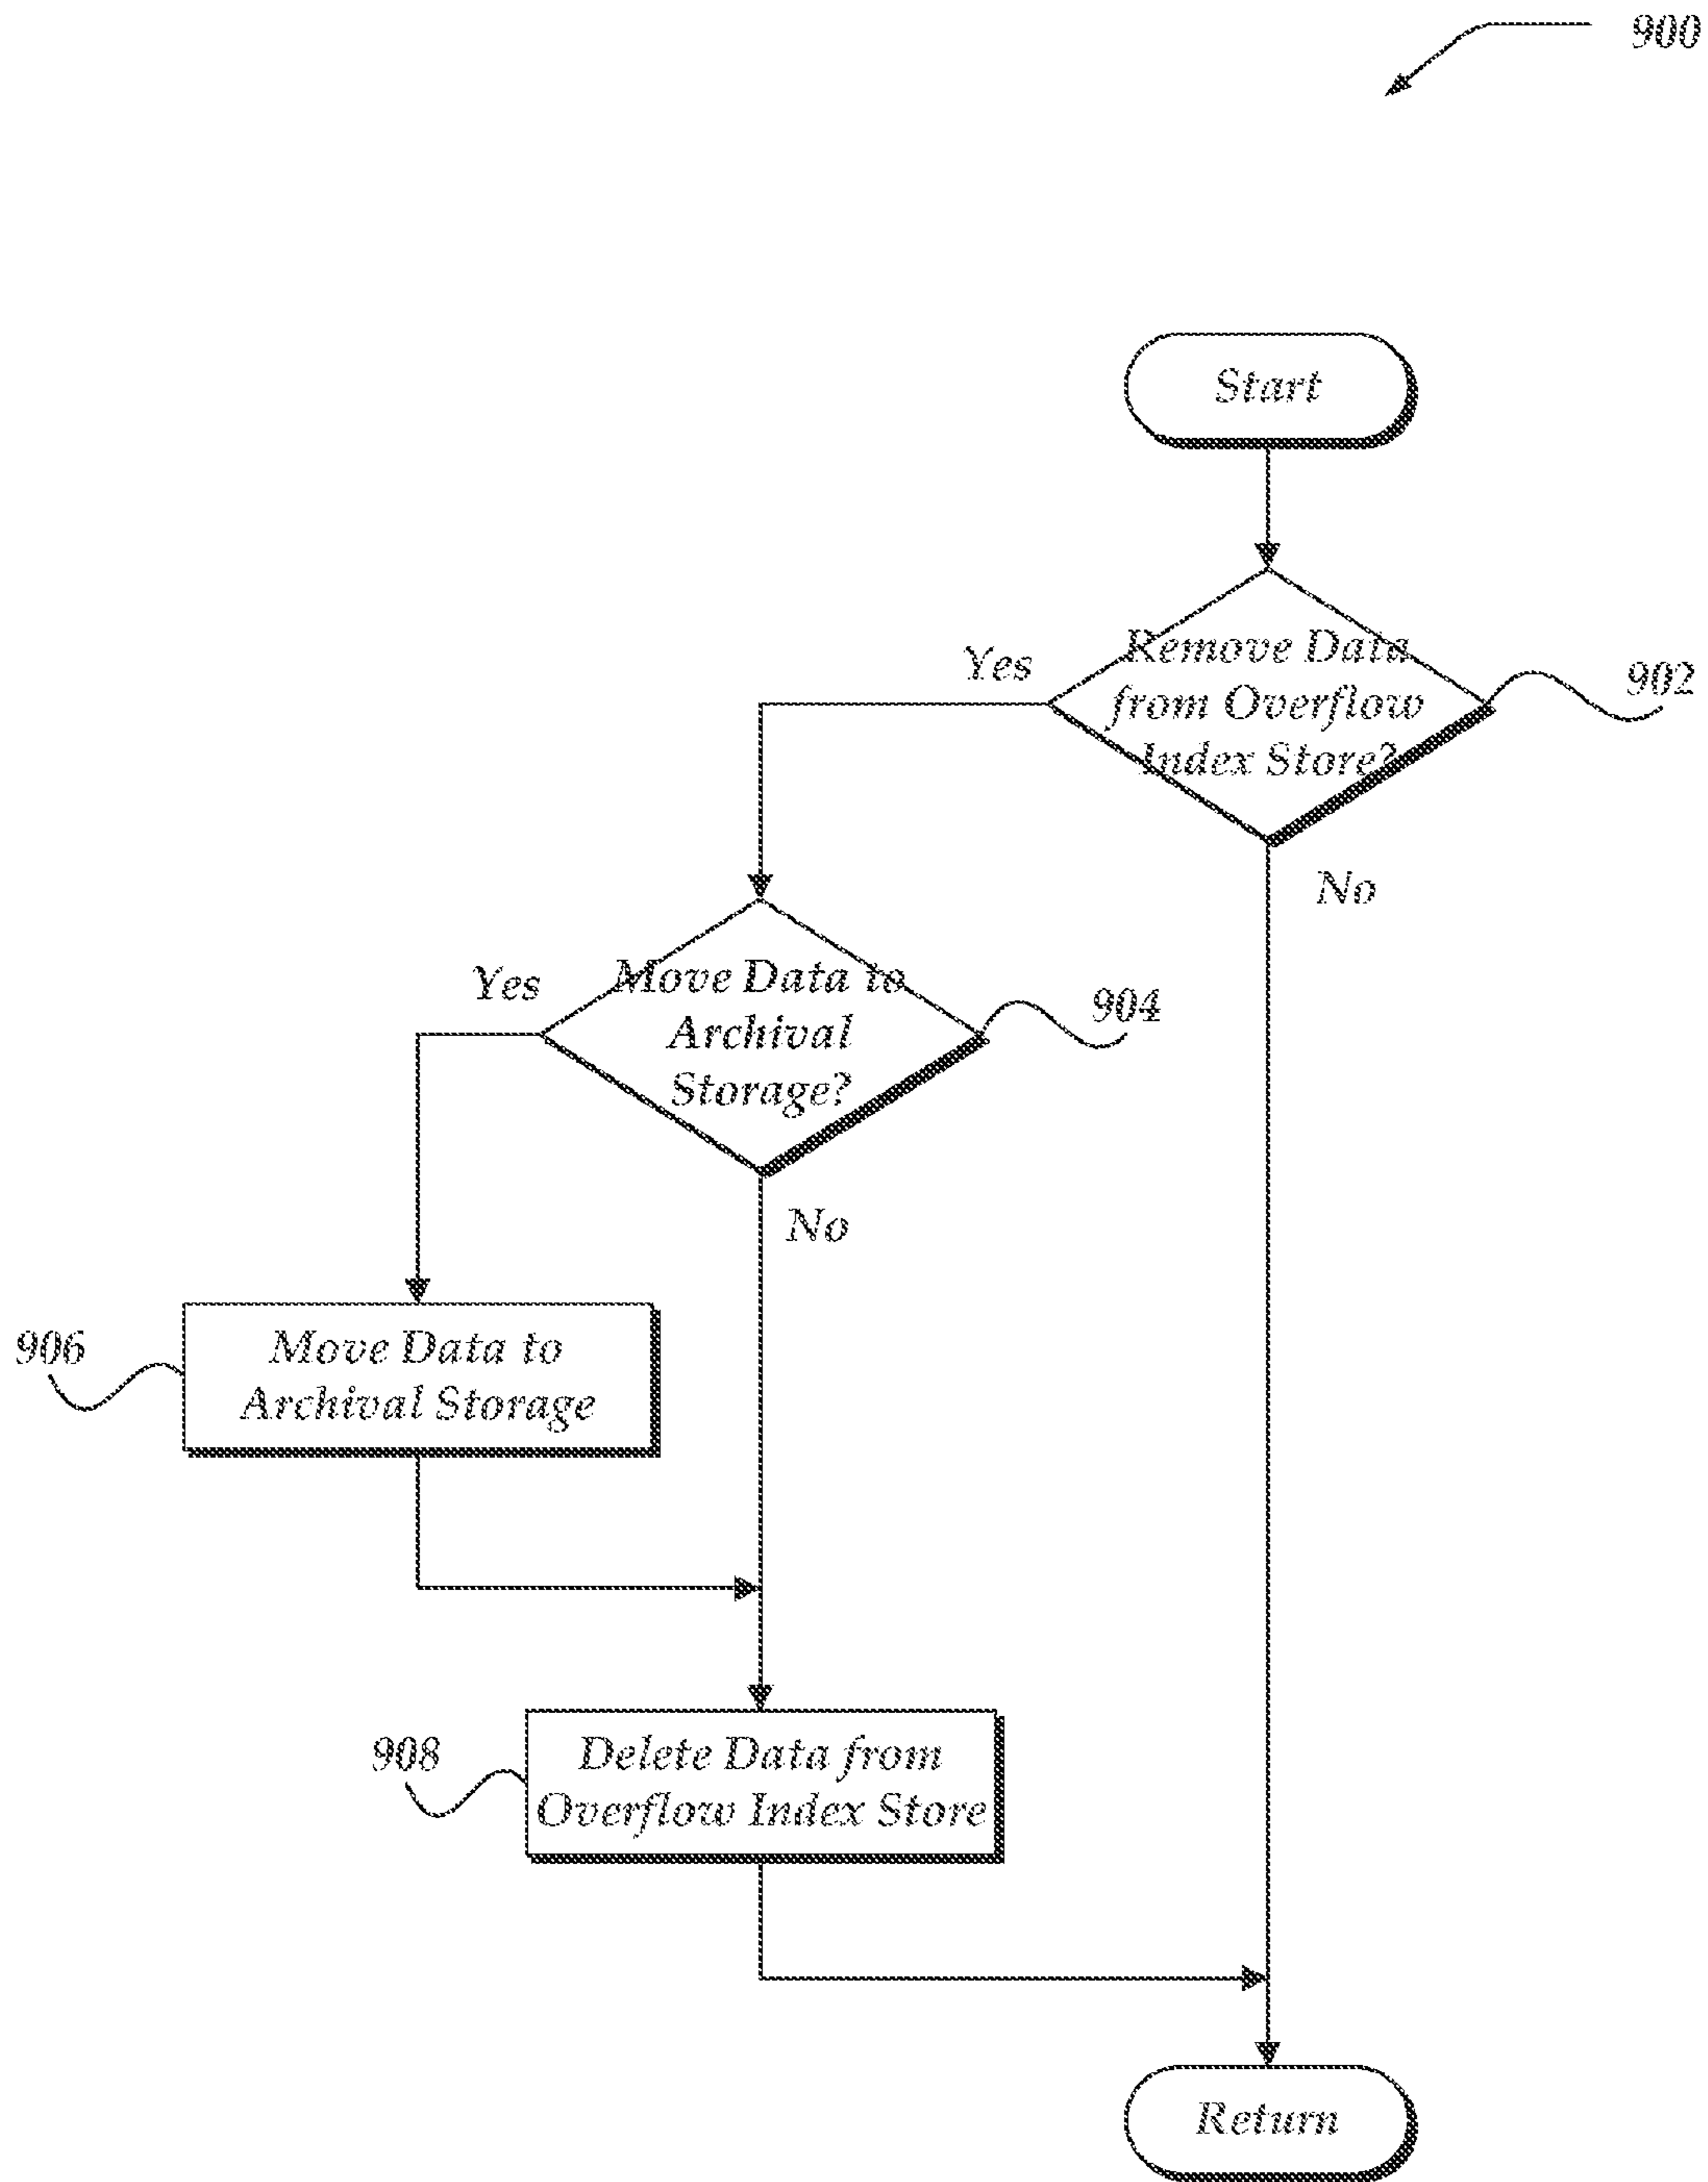 900
Start
Remove Data
from Overflow
Index Store?
Yes
902
No
Move Data to
Archival
Storage?
Yes
904
No
906
Move Data to
Archival Storage
908
Delete Data from
Overflow Index Store
Return